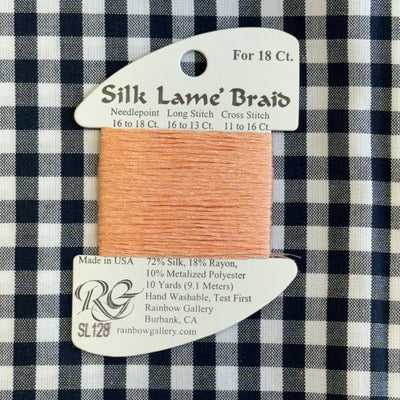 For 18 Ct.
Silk Lame' Braid
Needlepoint Long Stitch Cross Stitch
16 to 18 Ct. 16 to 13 Ct. 11 to 16 Ct.
Made in USA
72% Silk, 18% Rayon,
10% Metalized Polyester
10 Yards (9.1 Meters)
Hand Washable, Test First
Rainbow Gallery
Burbank, CA
rainbowgallery.com
RG
SL128